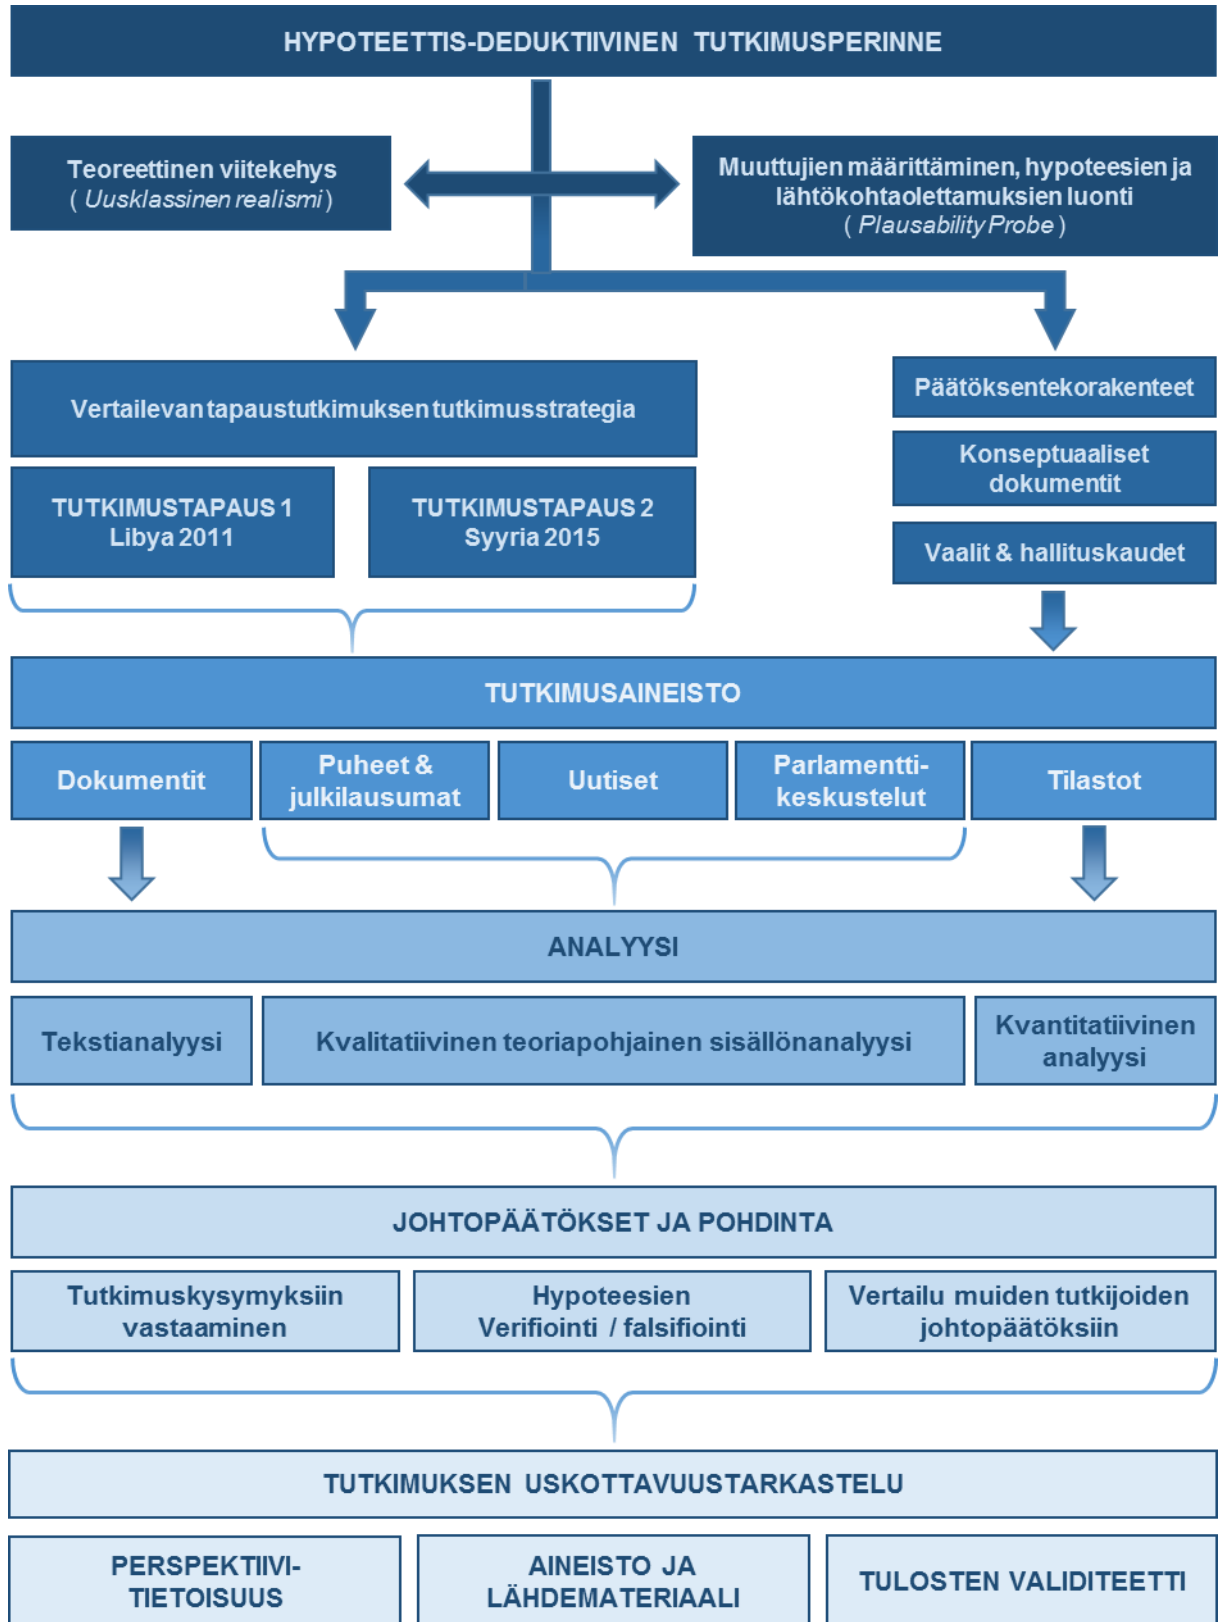 HYPOTEETTIS-DEDUKTIIVINEN TUTKIMUSPERINNE
Teoreettinen viitekehys
( Uusklassinen realismi )
Muuttujien määrittäminen, hypoteesien ja
lähtökohtaolettamuksien luonti
( Plausability Probe )
Vertailevan tapaustutkimuksen tutkimusstrategia
TUTKIMUSTAPAUS 1
Libya 2011
TUTKIMUSTAPAUS 2
Syyria 2015
Päätöksentekorakenteet
Konseptuaaliset
dokumentit
Vaalit & hallituskaudet
TUTKIMUSAINEISTO
Dokumentit
Puheet &
julkilausumat
Uutiset
Parlamentti-
keskustelut
Tilastot
ANALYYSI
Tekstianalyysi
Kvalitatiivinen teoriapohjainen sisällönanalyysi
Kvantitatiivinen
analyysi
JOHTOPÄÄTÖKSET JA POHDINTA
Tutkimuskysymyksiin
vastaaminen
Hypoteesien
Verifiointi / falsifiointi
Vertailu muiden tutkijoiden
johtopäätöksiin
TUTKIMUKSEN USKOTTAVUUSTARKASTELU
PERSPEKTIIVI-
TIETOISUUS
AINEISTO JA
LÄHDEMATERIAALI
TULOSTEN VALIDITEETTI